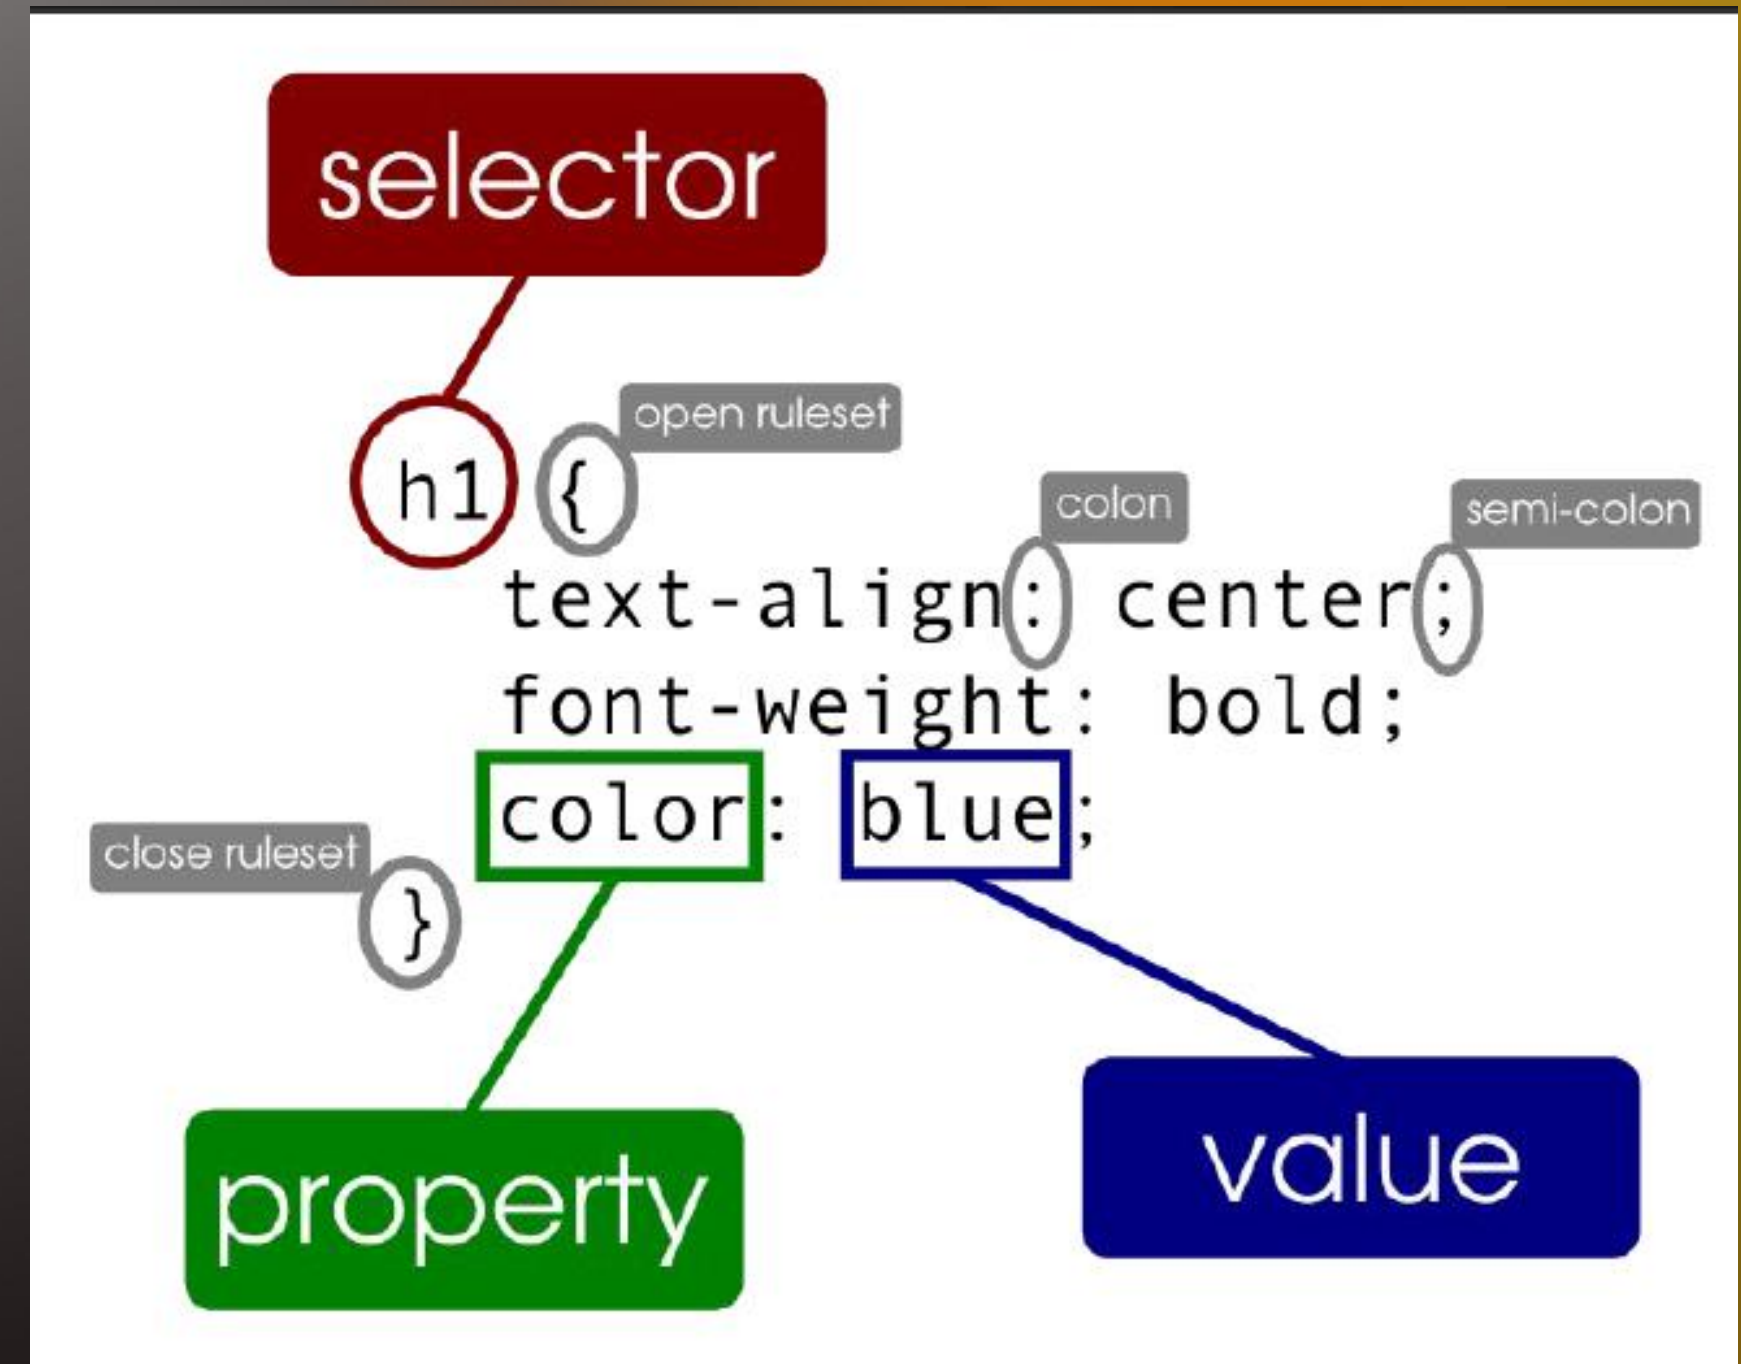 selector
open ruleset
h1 {
colon
semi-colon
text-align: center;
font-weight: bold;
color: blue;
close ruleset
}
property
value